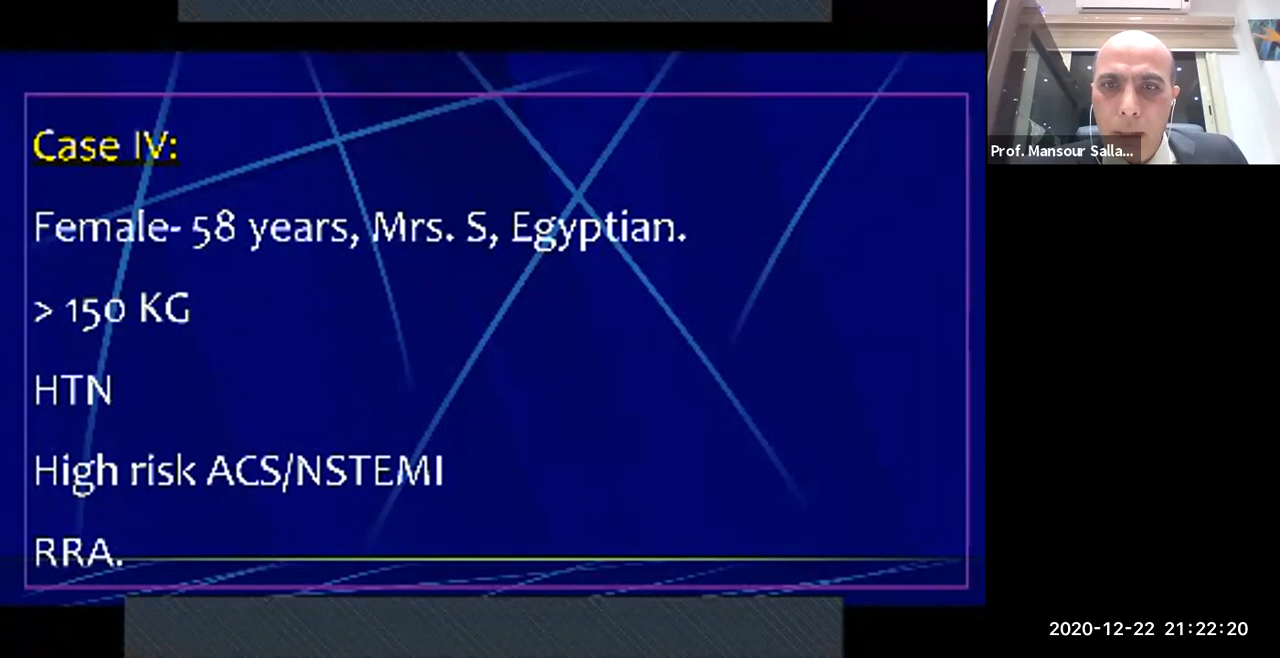 Case IV:
Female- 58 years, Mrs. S, Egyptian.
> 150 KG
HTN
High risk ACS/NSTEMI
RRA.
Prof. Mansour Salla...
2020-12-22 21:22:20